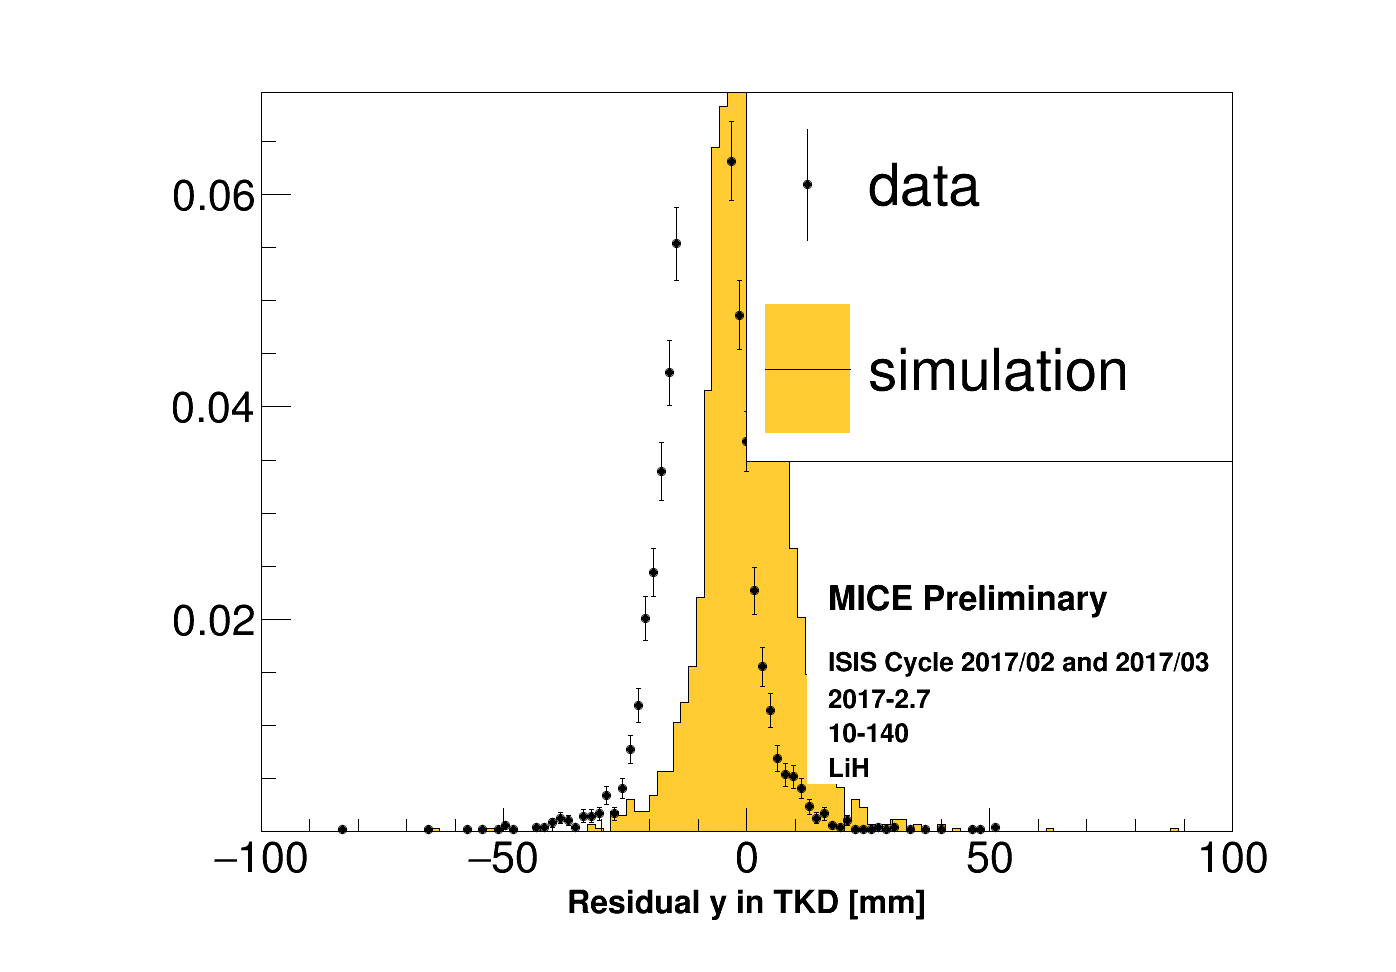 data
0.06
simulation
0.04
MICE Preliminary
0.02
ISIS Cycle 2017/02 and 2017/03
2017-2.7
10-140
LiH
−100 −50 0 50 100
Residual y in TKD [mm]